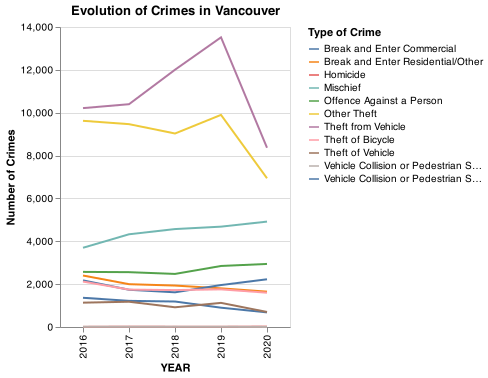 Evolution of Crimes in Vancouver
14,000
12,000
10,000
8,000
6,000
4,000
2,000
0
Number of Crimes
2016
2017
2018
2019
2020
YEAR
Type of Crime
Break and Enter Commercial
Break and Enter Residential/Other
Homicide
Mischief
Offence Against a Person
Other Theft
Theft from Vehicle
Theft of Bicycle
Theft of Vehicle
Vehicle Collision or Pedestrian S…
Vehicle Collision or Pedestrian S…